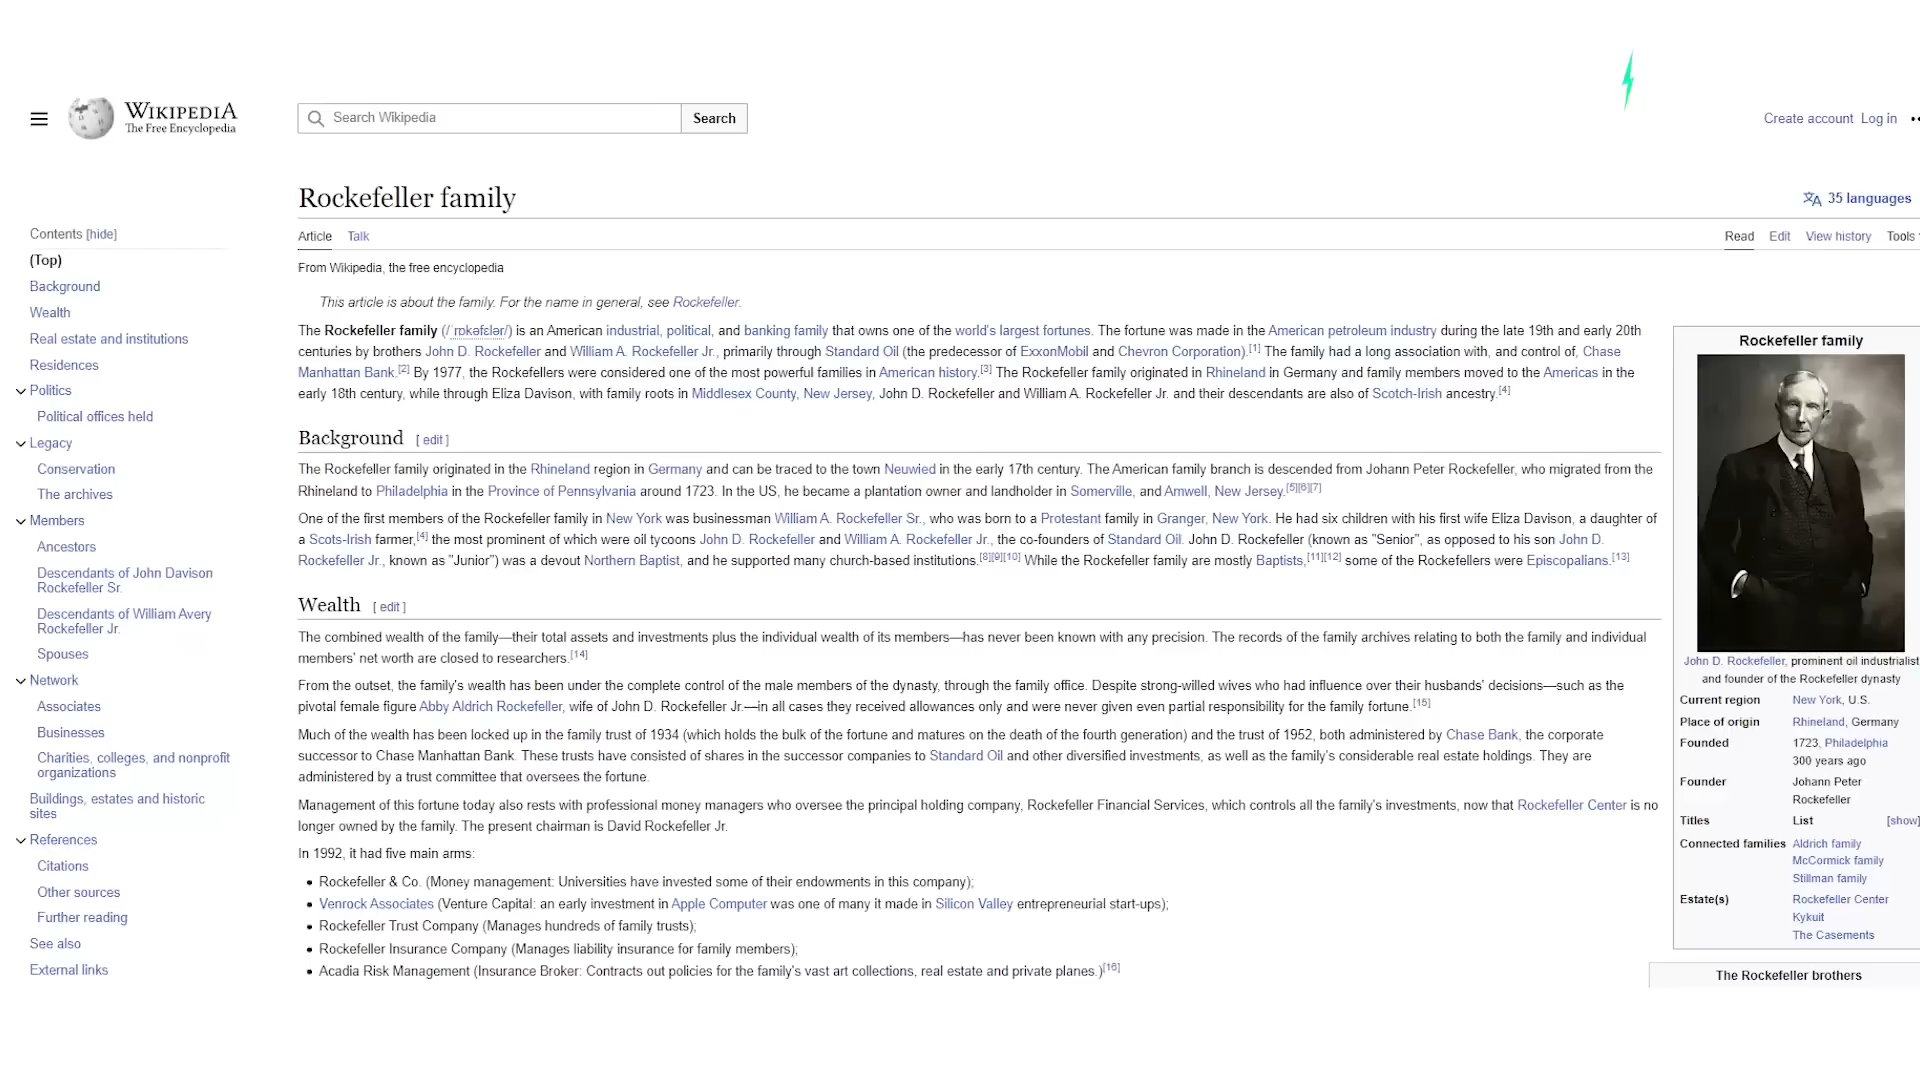 WIKIPEDIA
The Free Encyclopedia
Search Wikipedia
Search
Create account Log in
Rockefeller family
35 languages
Article Talk
Read Edit View history Tools
From Wikipedia, the free encyclopedia
Contents [hide]
(Top)
Background
Wealth
Real estate and institutions
Residences
Politics
Political offices held
Legacy
Conservation
The archives
Members
Ancestors
Descendants of John Davison
Rockefeller Sr.
Descendants of William Avery
Rockefeller Jr.
Spouses
Network
Associates
Businesses
Charities, colleges, and nonprofit
organizations
Buildings, estates and historic
sites
References
Citations
Other sources
Further reading
See also
External links
This article is about the family. For the name in general, see Rockefeller.
The Rockefeller family (/ˈrɒkəfɛlər/) is an American industrial, political, and banking family that owns one of the world's largest fortunes. The fortune was made in the American petroleum industry during the late 19th and early 20th
centuries by brothers John D. Rockefeller and William A. Rockefeller Jr., primarily through Standard Oil (the predecessor of ExxonMobil and Chevron Corporation).[1] The family had a long association with, and control of, Chase
Manhattan Bank.[2] By 1977, the Rockefellers were considered one of the most powerful families in American history.[3] The Rockefeller family originated in Rhineland in Germany and family members moved to the Americas in the
early 18th century, while through Eliza Davison, with family roots in Middlesex County, New Jersey, John D. Rockefeller and William A. Rockefeller Jr. and their descendants are also of Scotch-Irish ancestry.[4]
Background [ edit ]
The Rockefeller family originated in the Rhineland region in Germany and can be traced to the town Neuwied in the early 17th century. The American family branch is descended from Johann Peter Rockefeller, who migrated from the
Rhineland to Philadelphia in the Province of Pennsylvania around 1723. In the US, he became a plantation owner and landholder in Somerville, and Amwell, New Jersey.[5][6][7]
One of the first members of the Rockefeller family in New York was businessman William A. Rockefeller Sr., who was born to a Protestant family in Granger, New York. He had six children with his first wife Eliza Davison, a daughter of
a Scots-Irish farmer,[4] the most prominent of which were oil tycoons John D. Rockefeller and William A. Rockefeller Jr., the co-founders of Standard Oil. John D. Rockefeller (known as "Senior", as opposed to his son John D.
Rockefeller Jr., known as "Junior") was a devout Northern Baptist, and he supported many church-based institutions.[8][9][10] While the Rockefeller family are mostly Baptists,[11][12] some of the Rockefellers were Episcopalians.[13]
Wealth [ edit ]
The combined wealth of the family—their total assets and investments plus the individual wealth of its members—has never been known with any precision. The records of the family archives relating to both the family and individual
members' net worth are closed to researchers.[14]
From the outset, the family's wealth has been under the complete control of the male members of the dynasty, through the family office. Despite strong-willed wives who had influence over their husbands' decisions—such as the
pivotal female figure Abby Aldrich Rockefeller, wife of John D. Rockefeller Jr.—in all cases they received allowances only and were never given even partial responsibility for the family fortune.[15]
Much of the wealth has been locked up in the family trust of 1934 (which holds the bulk of the fortune and matures on the death of the fourth generation) and the trust of 1952, both administered by Chase Bank, the corporate
successor to Chase Manhattan Bank. These trusts have consisted of shares in the successor companies to Standard Oil and other diversified investments, as well as the family's considerable real estate holdings. They are
administered by a trust committee that oversees the fortune.
Management of this fortune today also rests with professional money managers who oversee the principal holding company, Rockefeller Financial Services, which controls all the family's investments, now that Rockefeller Center is no
longer owned by the family. The present chairman is David Rockefeller Jr.
In 1992, it had five main arms:
• Rockefeller & Co. (Money management: Universities have invested some of their endowments in this company);
• Venrock Associates (Venture Capital: an early investment in Apple Computer was one of many it made in Silicon Valley entrepreneurial start-ups);
• Rockefeller Trust Company (Manages hundreds of family trusts);
• Rockefeller Insurance Company (Manages liability insurance for family members);
• Acadia Risk Management (Insurance Broker: Contracts out policies for the family's vast art collections, real estate and private planes.)[16]
Rockefeller family
John D. Rockefeller, prominent oil industrialist
and founder of the Rockefeller dynasty
Current region New York, U.S.
Place of origin Rhineland, Germany
Founded 1723, Philadelphia
300 years ago
Founder Johann Peter
Rockefeller
Titles List [show]
Connected families Aldrich family
McCormick family
Stillman family
Estate(s) Rockefeller Center
Kykuit
The Casements
The Rockefeller brothers